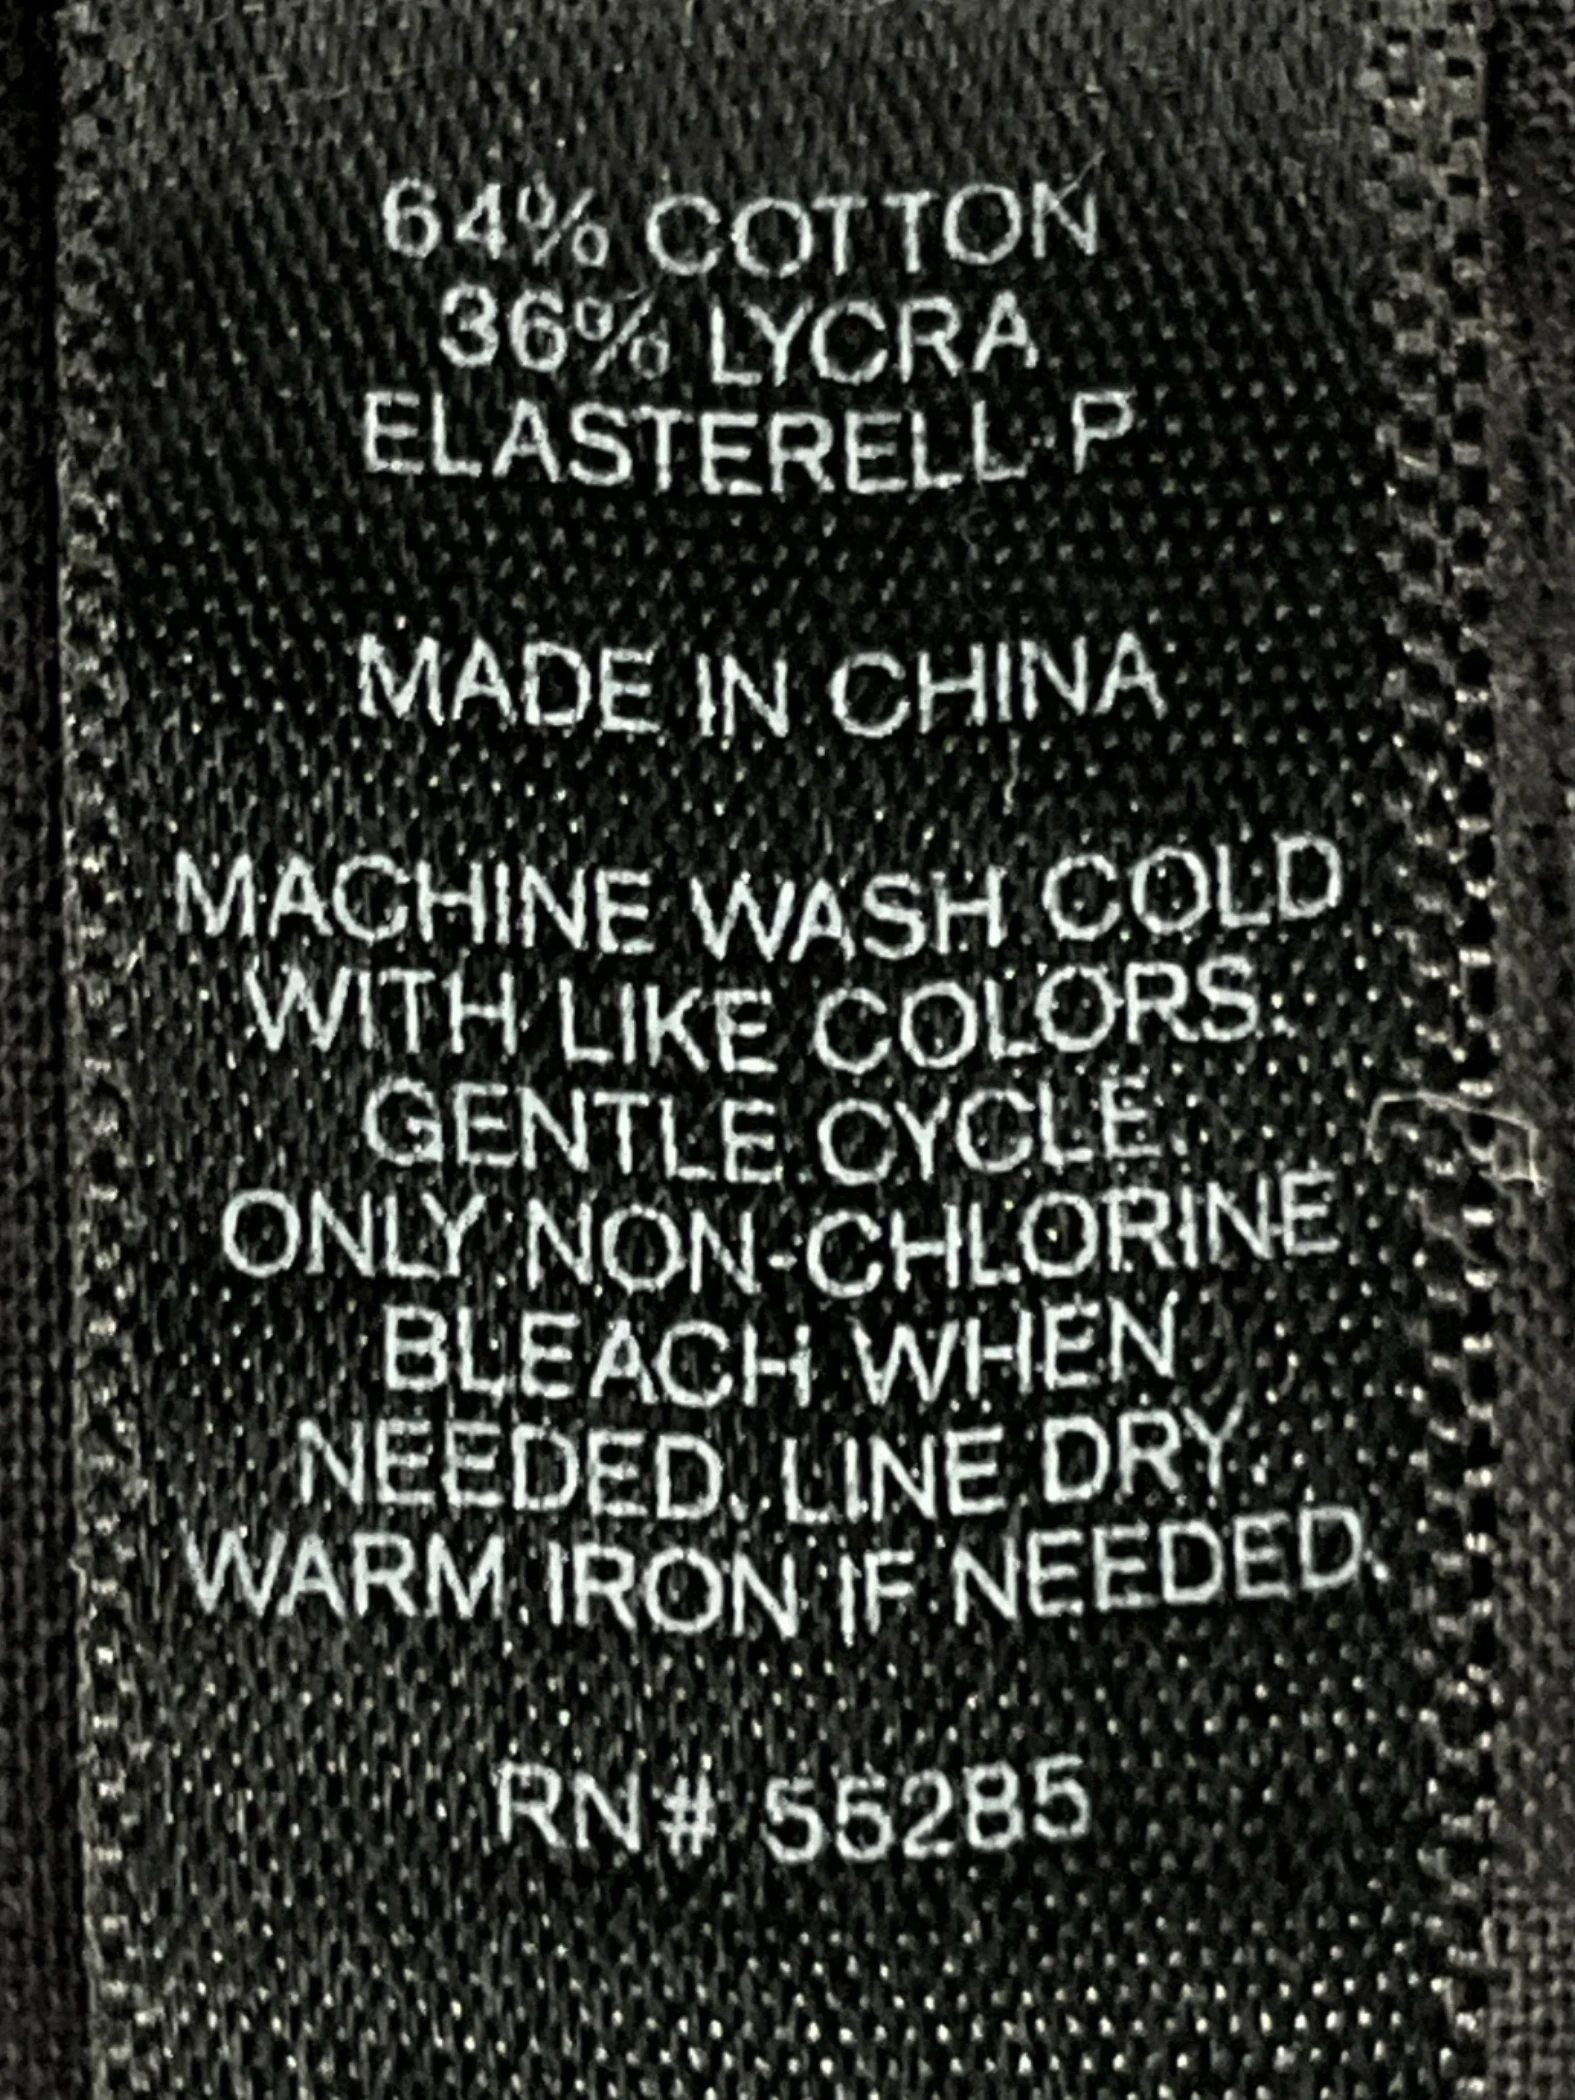 64% COTTON
36% LYCRA
ELASTERELL P
MADE IN CHINA
MACHINE WASH COLD
WITH LIKE COLORS.
GENTLE CYCLE.
ONLY NON-CHLORINE
BLEACH WHEN
NEEDED. LINE DRY.
WARM IRON IF NEEDED.
RN# 55285